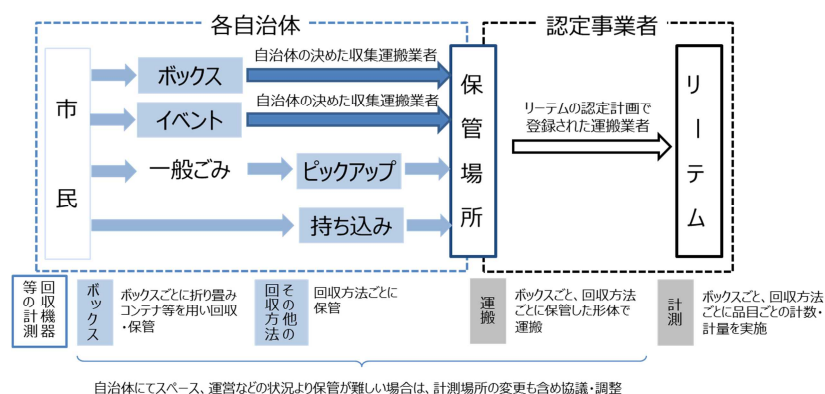 各自治体
認定事業者
市民
ボックス
自治体の決めた収集運搬業者
イベント
自治体の決めた収集運搬業者
一般ごみ
ピックアップ
持ち込み
保管場所
リーテムの認定計画で
登録された運搬業者
リーテム
回収機器
等の計測
ボックス
ボックスごとに折り畳み
コンテナ等を用い回収
・保管
その他の
回収方法
回収方法ごとに
保管
運搬
ボックスごと、回収方法
ごとに保管した形体で
運搬
計測
ボックスごと、回収方法
ごとに品目ごとの計数・
計量を実施
自治体にてスペース、運営などの状況より保管が難しい場合は、計測場所の変更も含め協議・調整